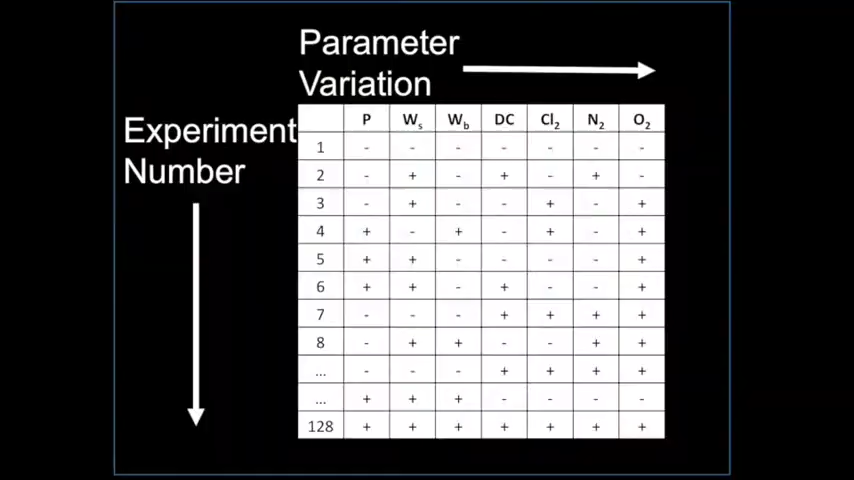 Parameter
Variation
Experiment
Number
P W_s W_b DC Cl_2 N_2 O_2
1 - - - - - - -
2 - + - + - + -
3 - + - - + - +
4 + - + - + - +
5 + + - - - - +
6 + + - + - - +
7 - - - + + + +
8 - + + - - + +
... - - - + + + +
... + + + - - - -
128 + + + + + + +